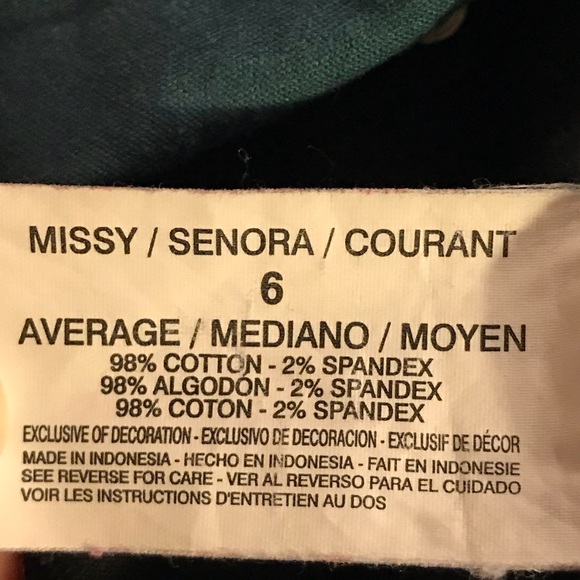 MISSY / SENORA / COURANT
6
AVERAGE / MEDIANO / MOYEN
98% COTTON - 2% SPANDEX
98% ALGODÓN - 2% SPANDEX
98% COTON - 2% SPANDEX
EXCLUSIVE OF DECORATION - EXCLUSIVO DE DECORACION - EXCLUSIF DE DÉCOR
MADE IN INDONESIA - HECHO EN INDONESIA - FAIT EN INDONESIE
SEE REVERSE FOR CARE - VER AL REVERSO PARA EL CUIDADO
VOIR LES INSTRUCTIONS D'ENTRETIEN AU DOS